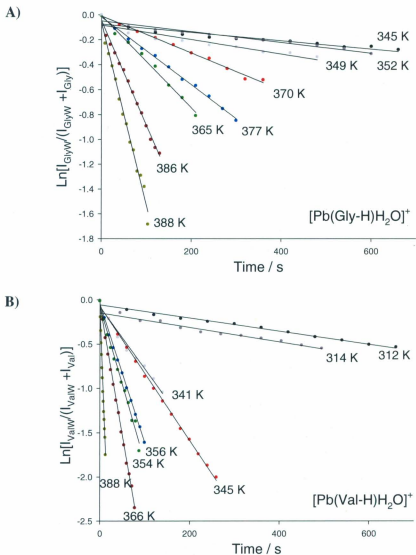 A)
Ln[I_GlyW/(I_GlyW +I_Gly)]
0.0
-0.2
-0.4
-0.6
-0.8
-1.0
-1.2
-1.4
-1.6
-1.8
345 K
349 K
352 K
370 K
365 K
377 K
386 K
388 K
[Pb(Gly-H)H2O]+
0
200
400
600
Time / s
B)
Ln[I_ValW/(I_ValW +I_Val)]
0.0
-0.5
-1.0
-1.5
-2.0
-2.5
314 K
312 K
341 K
356 K
354 K
388 K
345 K
366 K
[Pb(Val-H)H2O]+
0
200
400
600
Time / s